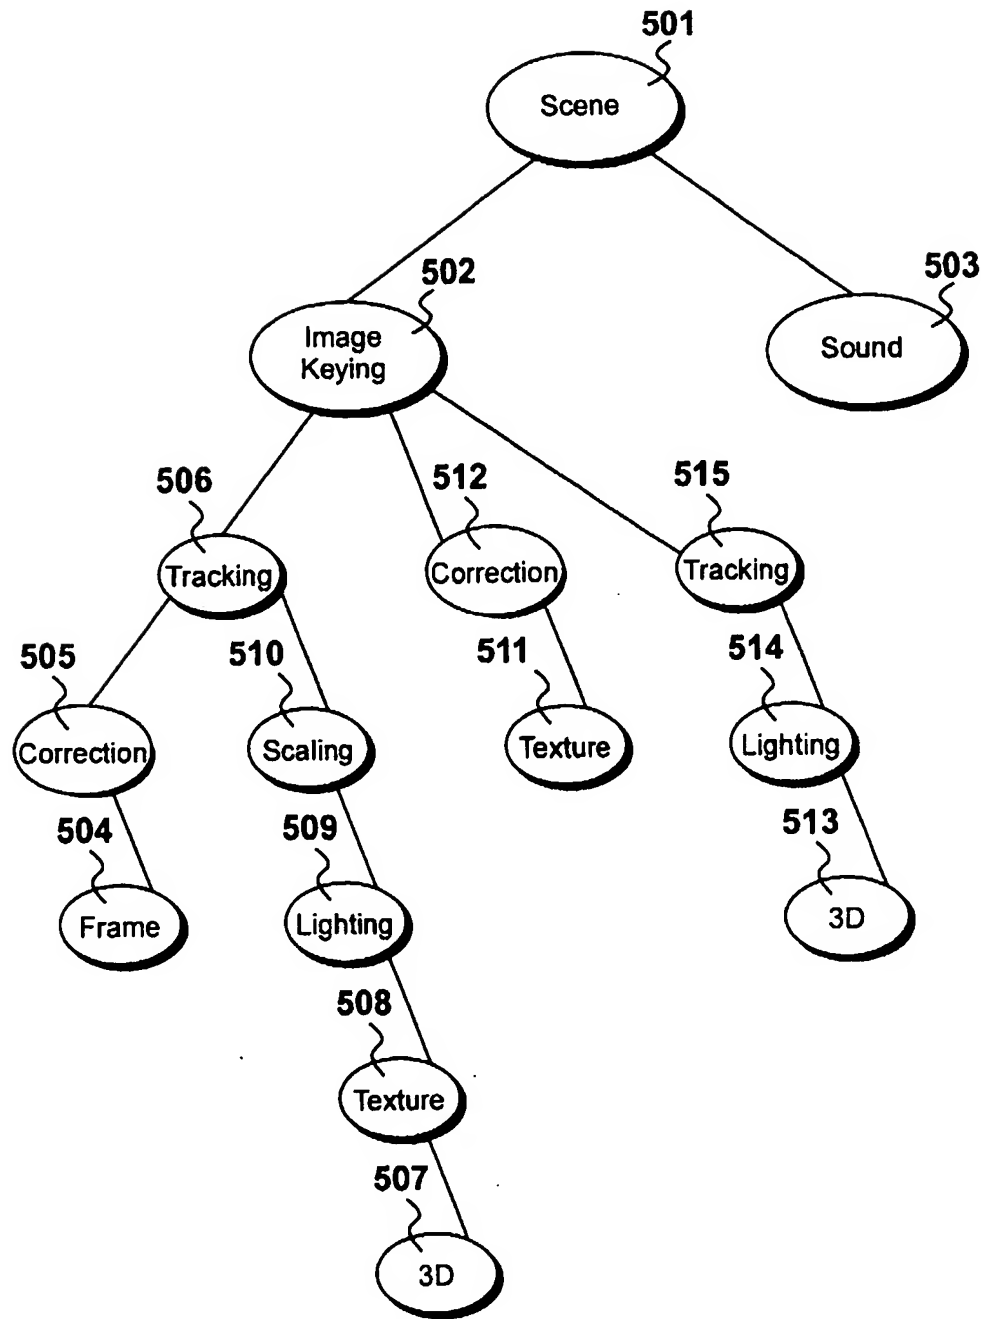 501
Scene
502
503
Image
Keying
Sound
506
512
515
Tracking
Correction
Tracking
505
510
511
514
Correction
Scaling
Texture
Lighting
504
509
513
Frame
Lighting
3D
508
Texture
507
3D